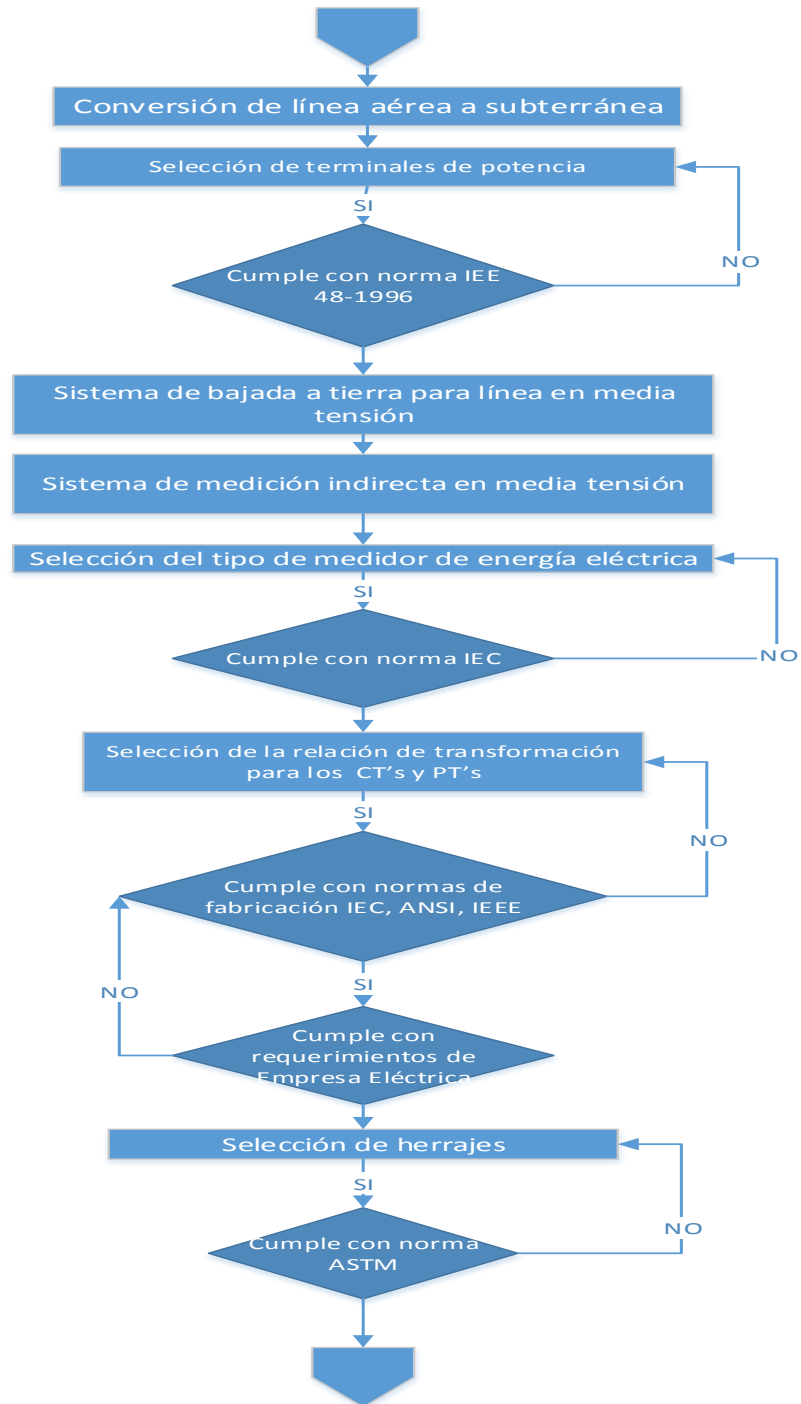 Conversión de línea aérea a subterránea
Selección de terminales de potencia
SI
Cumple con norma IEE
48-1996
NO
Sistema de bajada a tierra para línea en media
tensión
Sistema de medición indirecta en media tensión
Selección del tipo de medidor de energía eléctrica
SI
Cumple con norma IEC
NO
Selección de la relación de transformación
para los CT's y PT's
SI
NO
Cumple con normas de
fabricación IEC, ANSI, IEEE
SI
NO
Cumple con
requerimientos de
Empresa Eléctrica
Selección de herrajes
SI
NO
Cumple con norma
ASTM